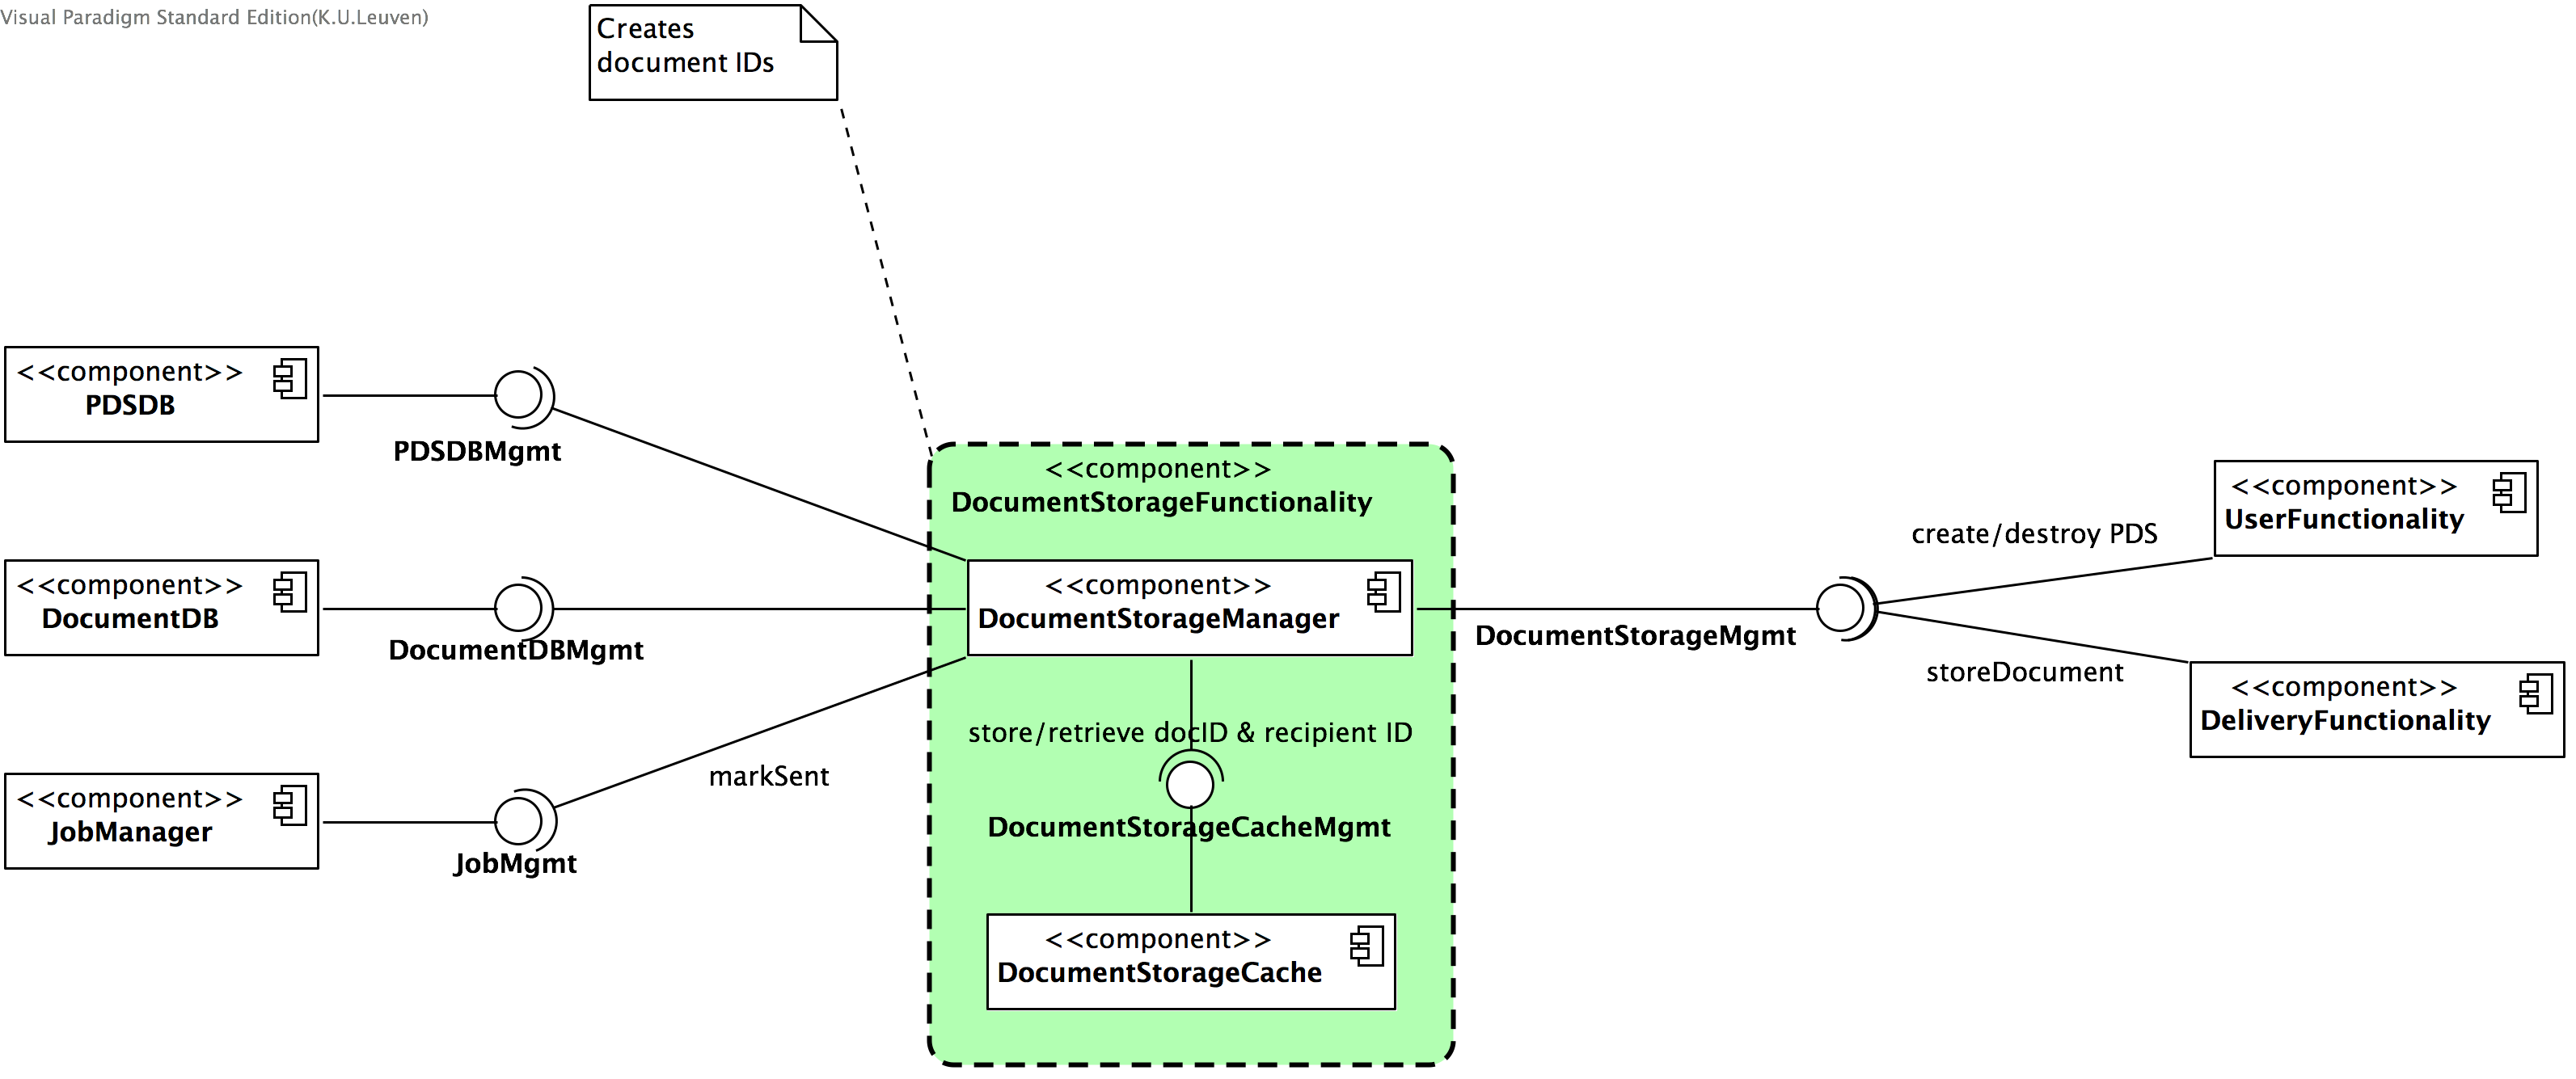 Visual Paradigm Standard Edition(K.U.Leuven)
Creates
document IDs
<<component>>
PDSDB
PDSDBMgmt
<<component>>
DocumentStorageFunctionality
<<component>>
UserFunctionality
create/destroy PDS
<<component>>
DocumentDB
DocumentDBMgmt
<<component>>
DocumentStorageManager
DocumentStorageMgmt
storeDocument
<<component>>
DeliveryFunctionality
store/retrieve docID & recipient ID
markSent
<<component>>
JobManager
JobMgmt
DocumentStorageCacheMgmt
<<component>>
DocumentStorageCache